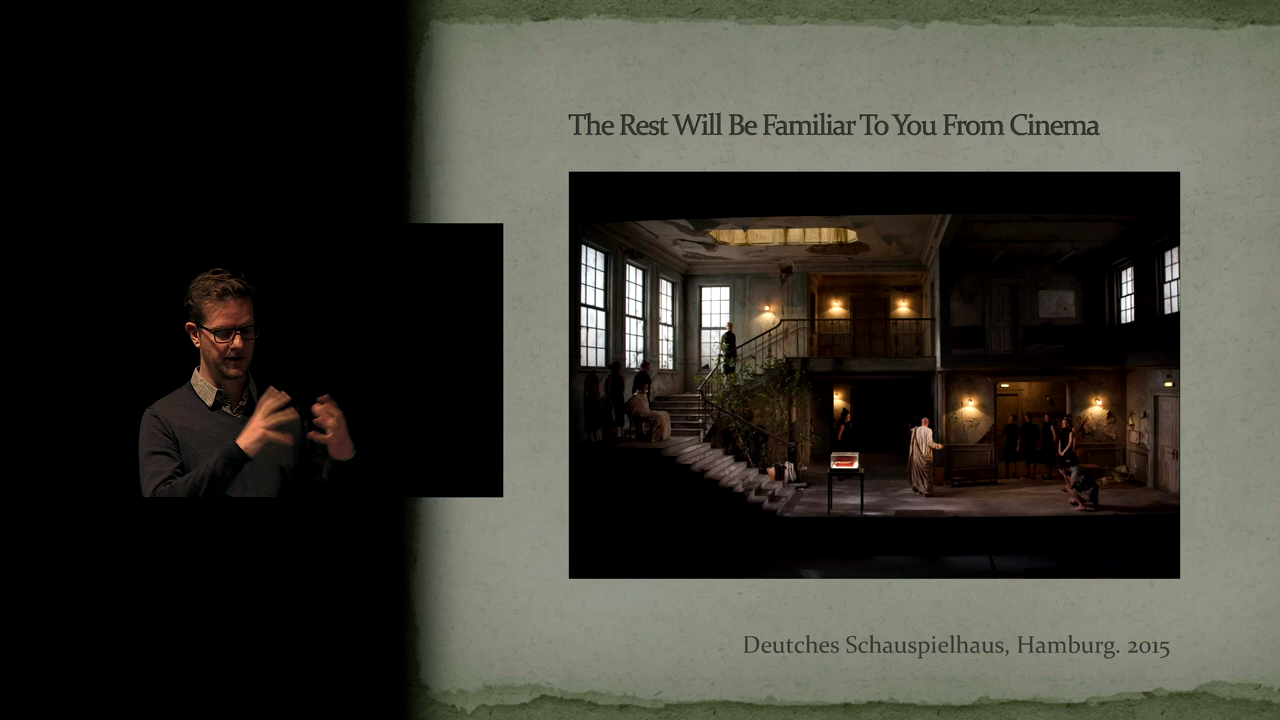 The Rest Will Be Familiar To You From Cinema
Deutches Schauspielhaus, Hamburg. 2015